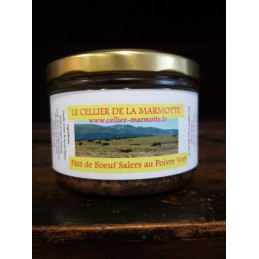 LE CELLIER DE LA MARMOTTE
www.cellier-marmotte.fr
Pâté de Boeuf Salers au Poivre Vert